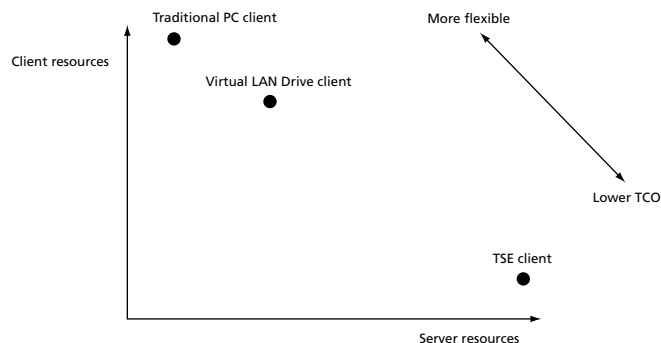 Traditional PC client
More flexible
Client resources
Virtual LAN Drive client
Lower TCO
TSE client
Server resources